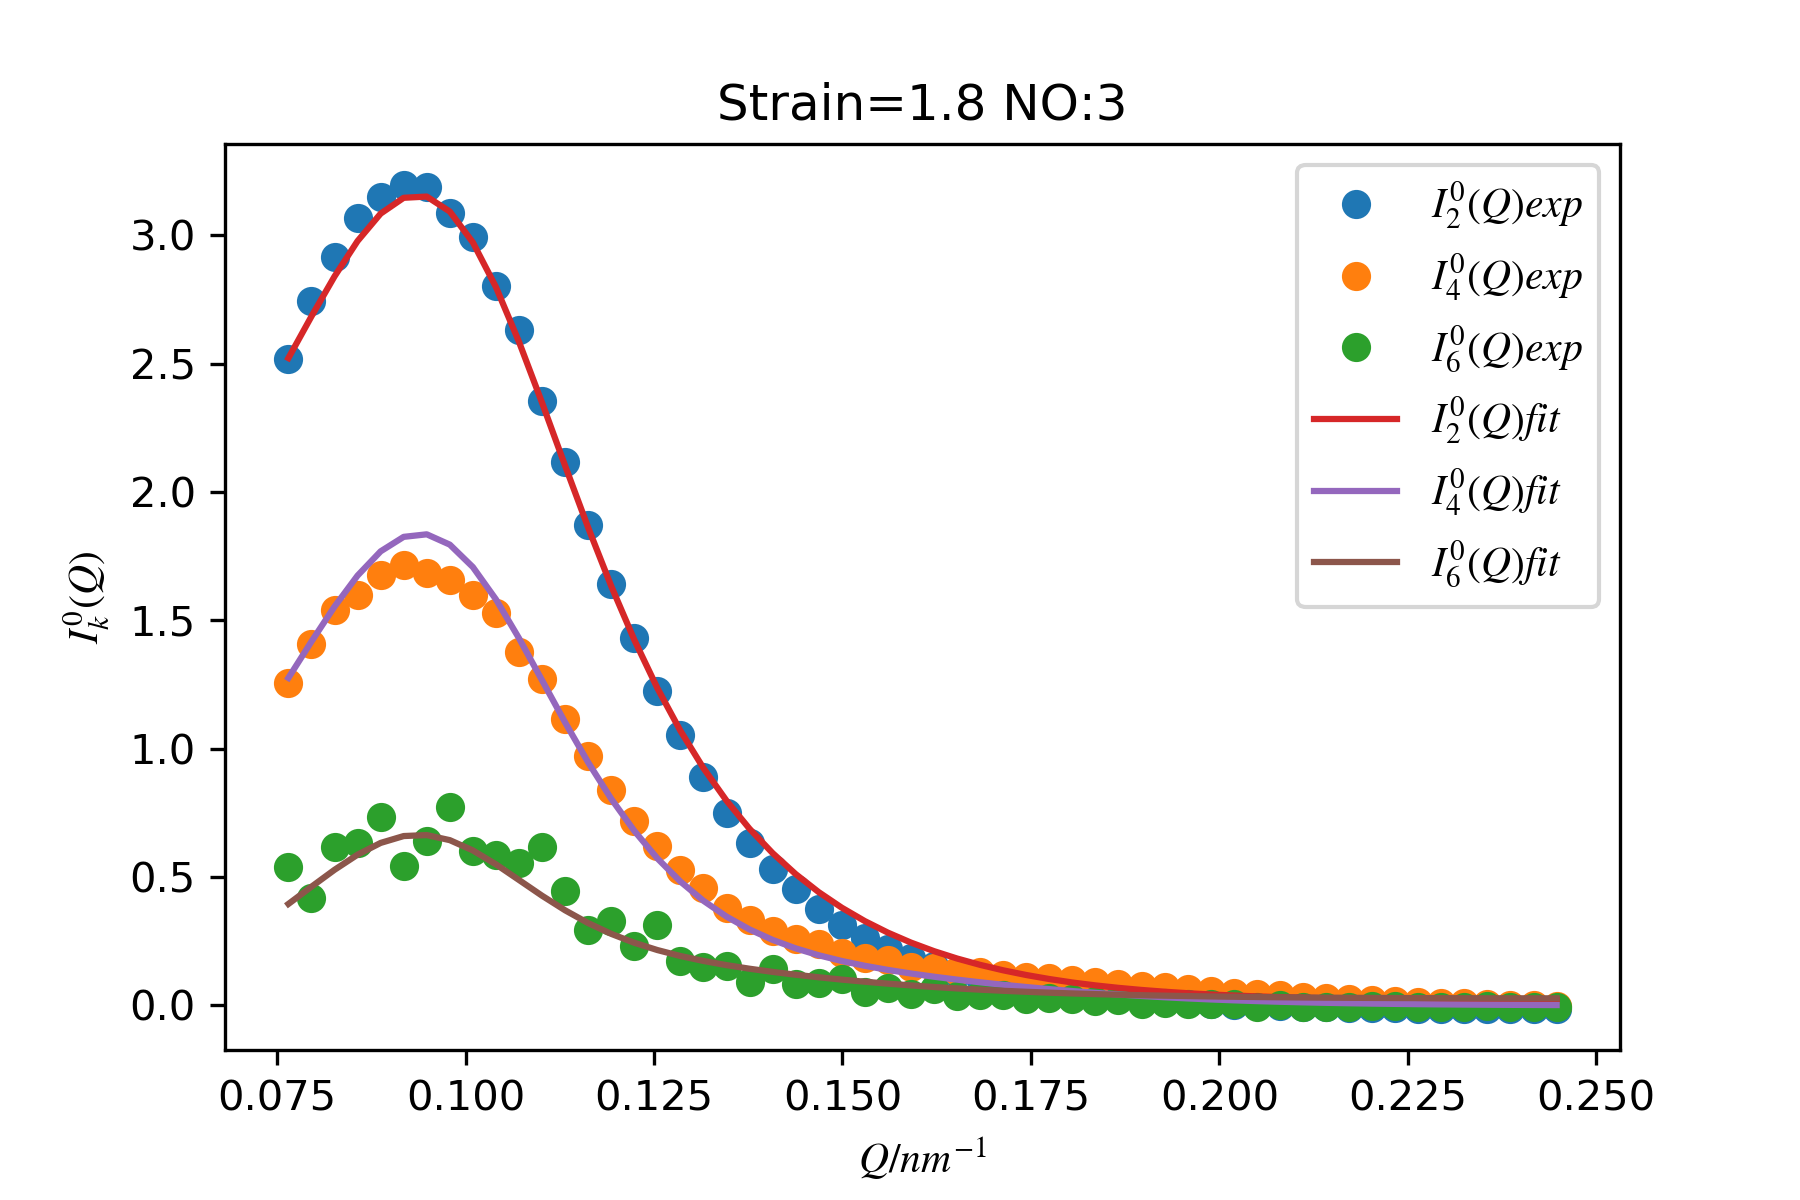 Strain=1.8 NO:3
I_2^0(Q)exp
I_4^0(Q)exp
I_6^0(Q)exp
I_2^0(Q)fit
I_4^0(Q)fit
I_6^0(Q)fit
I_k^0(Q)
3.0
2.5
2.0
1.5
1.0
0.5
0.0
0.075 0.100 0.125 0.150 0.175 0.200 0.225 0.250
Q/nm^{-1}